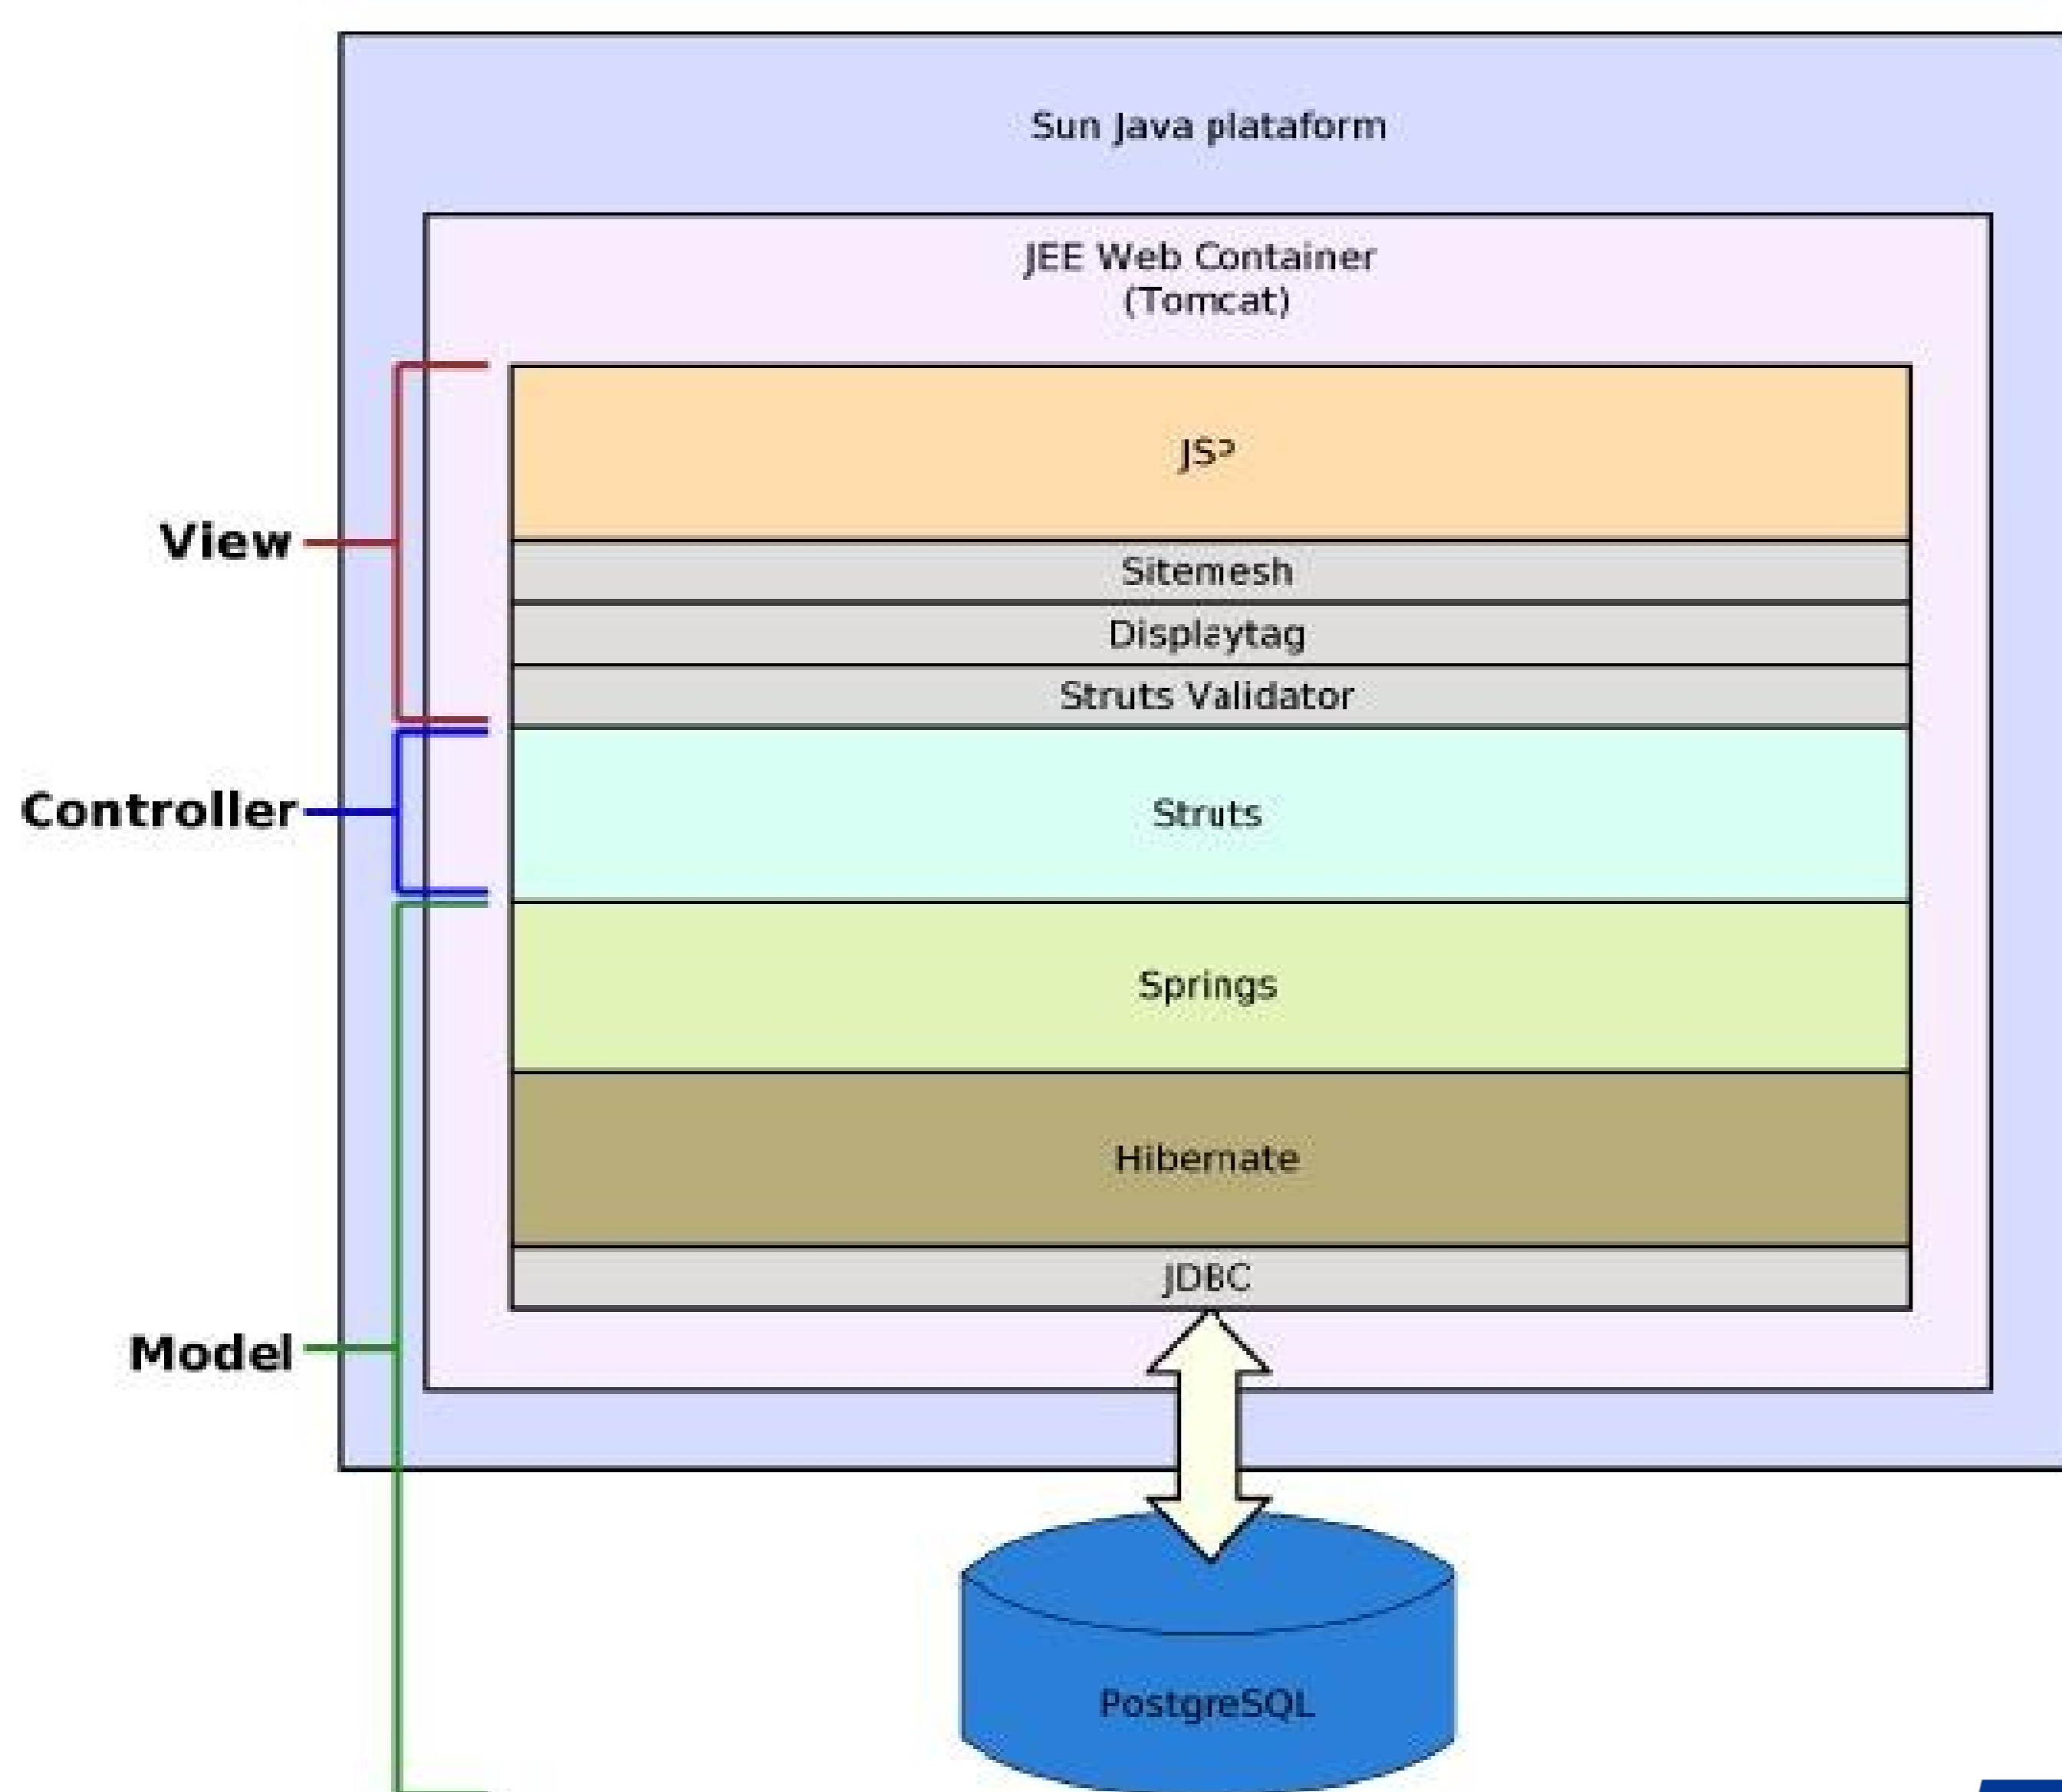 Sun Java plataform
JEE Web Container
(Tomcat)
JSP
View
Sitemesh
Displaytag
Struts Validator
Controller
Struts
Springs
Hibernate
JDBC
Model
PostgreSQL